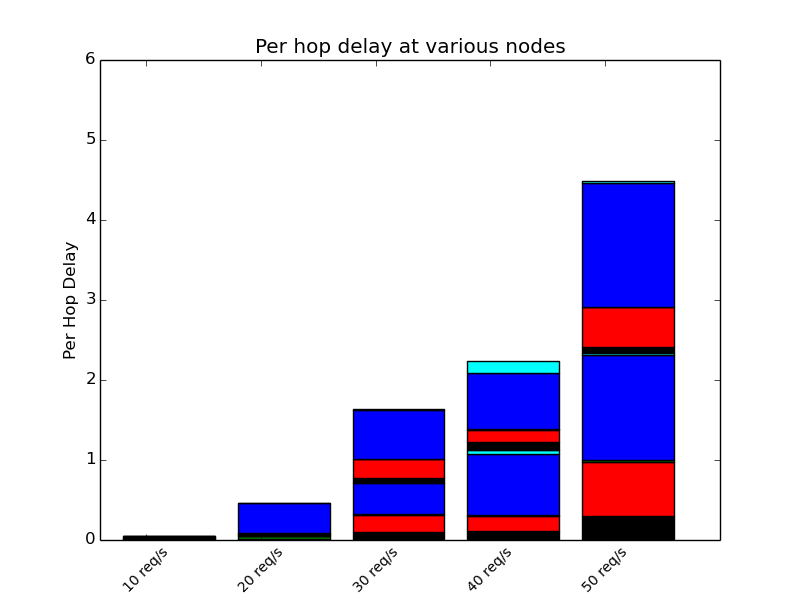 Per hop delay at various nodes
6
5
4
3
2
1
0
Per Hop Delay
10 req/s
20 req/s
30 req/s
40 req/s
50 req/s